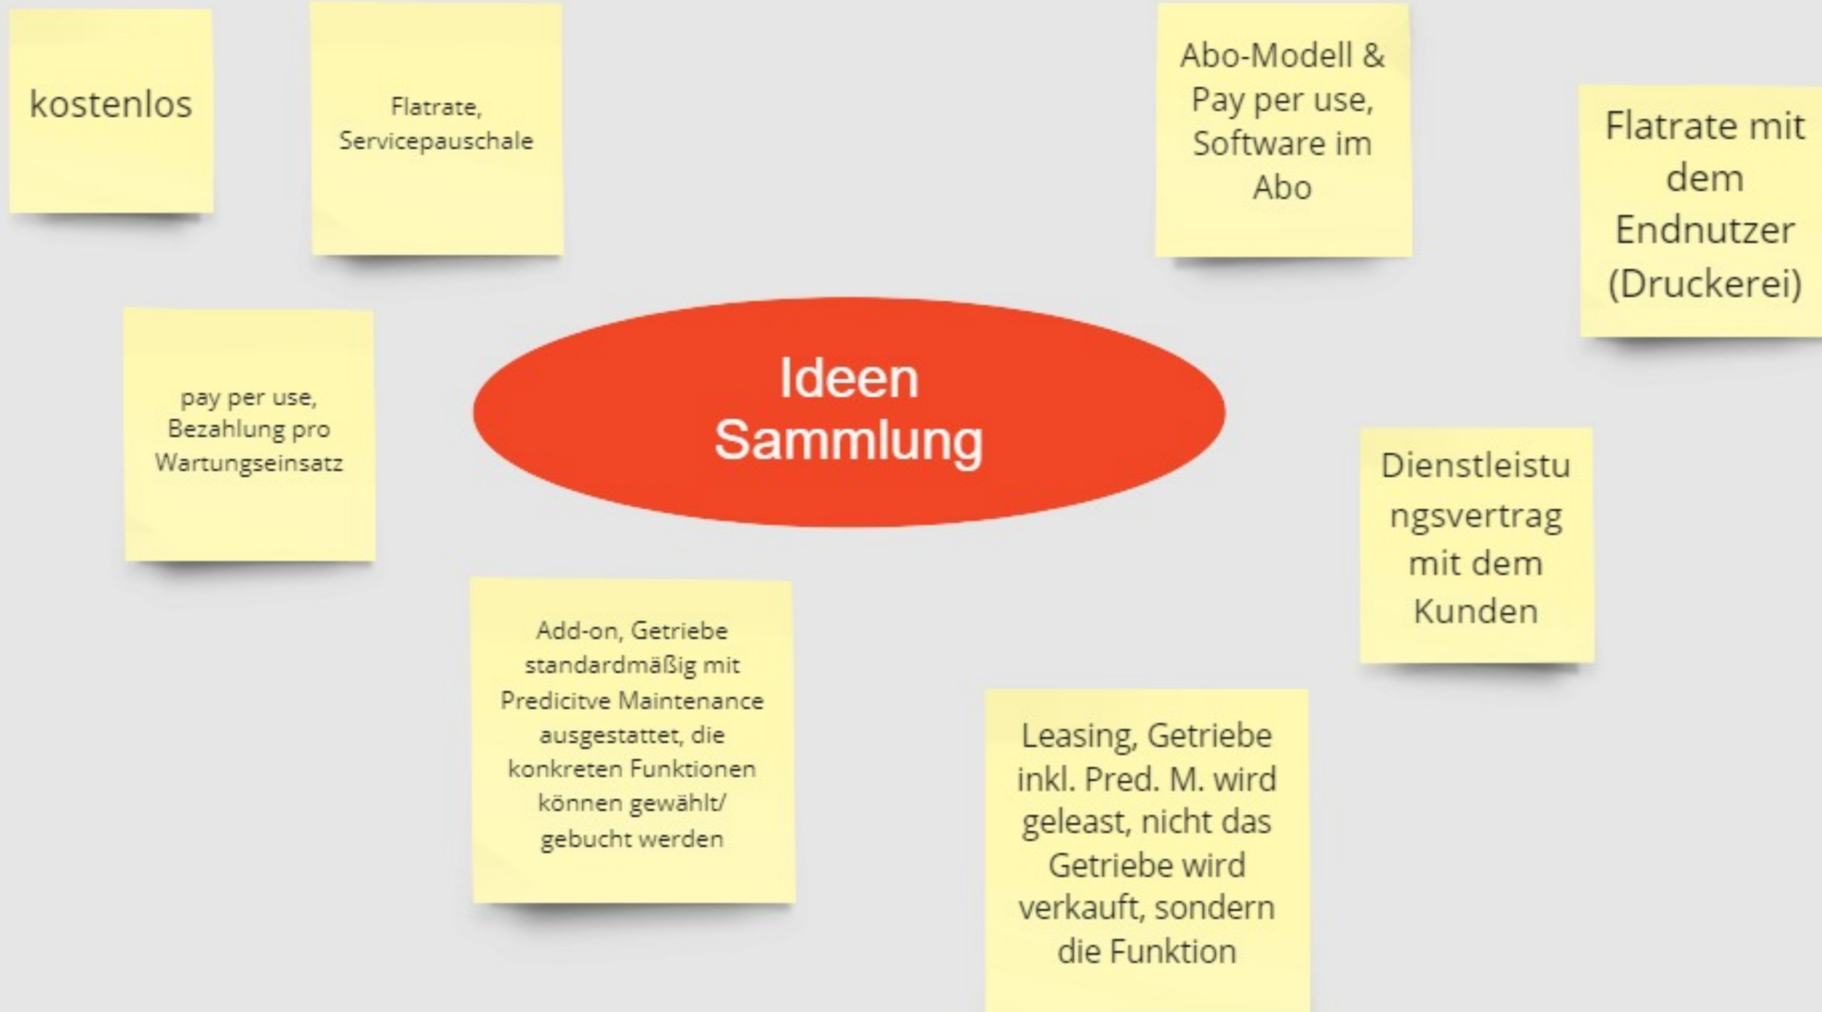 kostenlos
Flatrate,
Servicepauschale
Abo-Modell &
Pay per use,
Software im
Abo
Flatrate mit
dem
Endnutzer
(Druckerei)
pay per use,
Bezahlung pro
Wartungseinsatz
Ideen
Sammlung
Dienstleistu
ngsvertrag
mit dem
Kunden
Add-on, Getriebe
standardmäßig mit
Predicitve Maintenance
ausgestattet, die
konkreten Funktionen
können gewählt/
gebucht werden
Leasing, Getriebe
inkl. Pred. M. wird
geleast, nicht das
Getriebe wird
verkauft, sondern
die Funktion